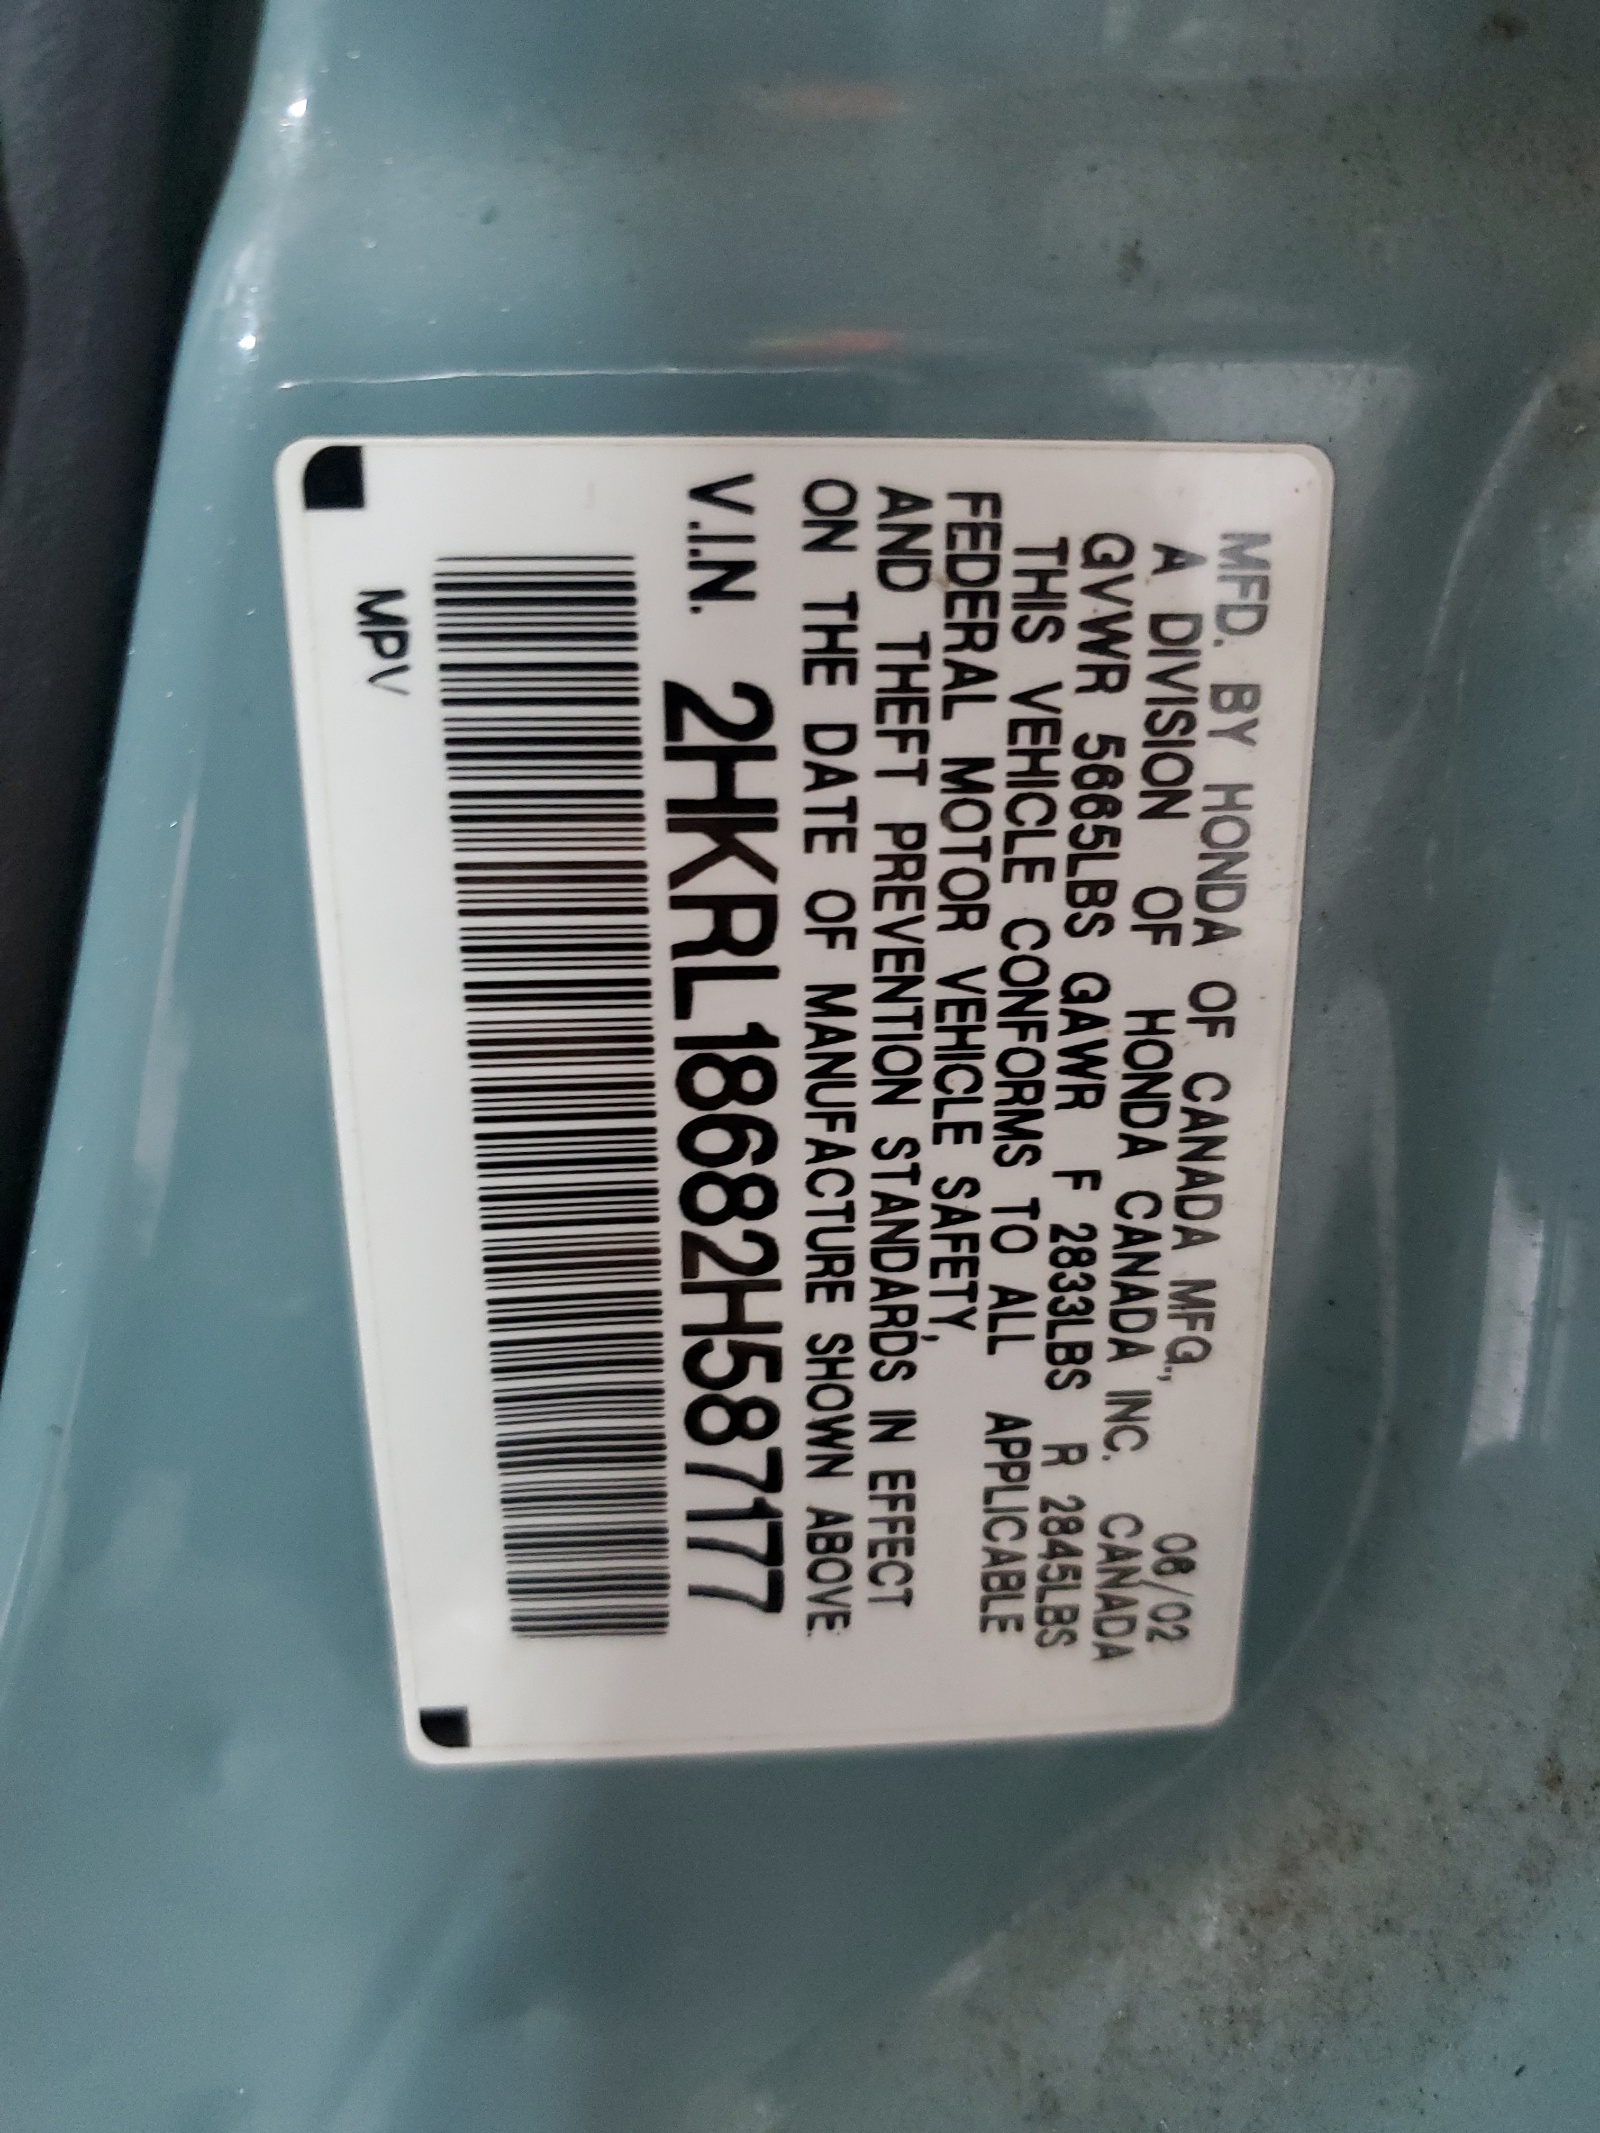 MFD. BY HONDA OF CANADA MFG., 08/02
A DIVISION OF HONDA CANADA INC. CANADA
GVWR 5665LBS GAWR F 2833LBS R 2845LBS
THIS VEHICLE CONFORMS TO ALL APPLICABLE
FEDERAL MOTOR VEHICLE SAFETY,
AND THEFT PREVENTION STANDARDS IN EFFECT
ON THE DATE OF MANUFACTURE SHOWN ABOVE.
V.I.N. 2HKRL18682H587177
MPV